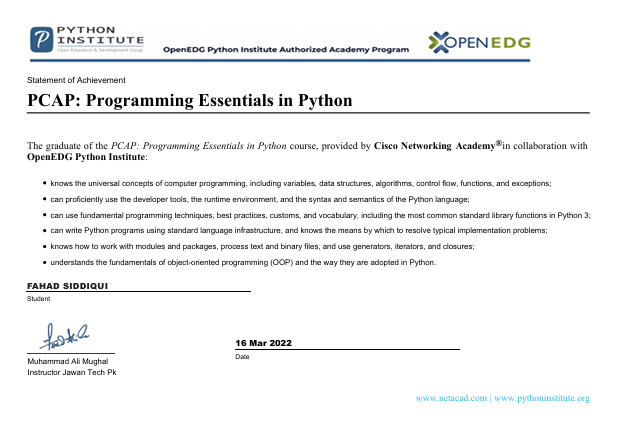 PYTHON
INSTITUTE
Open Education & Development Group
OpenEDG Python Institute Authorized Academy Program
OPENEDG
Statement of Achievement
PCAP: Programming Essentials in Python
The graduate of the PCAP: Programming Essentials in Python course, provided by Cisco Networking Academy®in collaboration with
OpenEDG Python Institute:
• knows the universal concepts of computer programming, including variables, data structures, algorithms, control flow, functions, and exceptions;
• can proficiently use the developer tools, the runtime environment, and the syntax and semantics of the Python language;
• can use fundamental programming techniques, best practices, customs, and vocabulary, including the most common standard library functions in Python 3;
• can write Python programs using standard language infrastructure, and knows the means by which to resolve typical implementation problems;
• knows how to work with modules and packages, process text and binary files, and use generators, iterators, and closures;
• understands the fundamentals of object-oriented programming (OOP) and the way they are adopted in Python.
FAHAD SIDDIQUI
Student
16 Mar 2022
Date
Muhammad Ali Mughal
Instructor Jawan Tech Pk
www.netacad.com | www.pythoninstitute.org